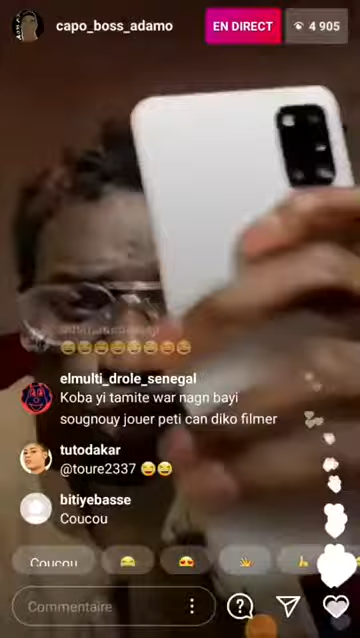 capo_boss_adamo
EN DIRECT
4 905
elmulti_drole_senegal
Koba yi tamite war nagn bayi
sougnouy jouer peti can diko filmer
tutodakar
@toure2337 😂😂
bitiyebasse
Coucou
Coucou
Commentaire